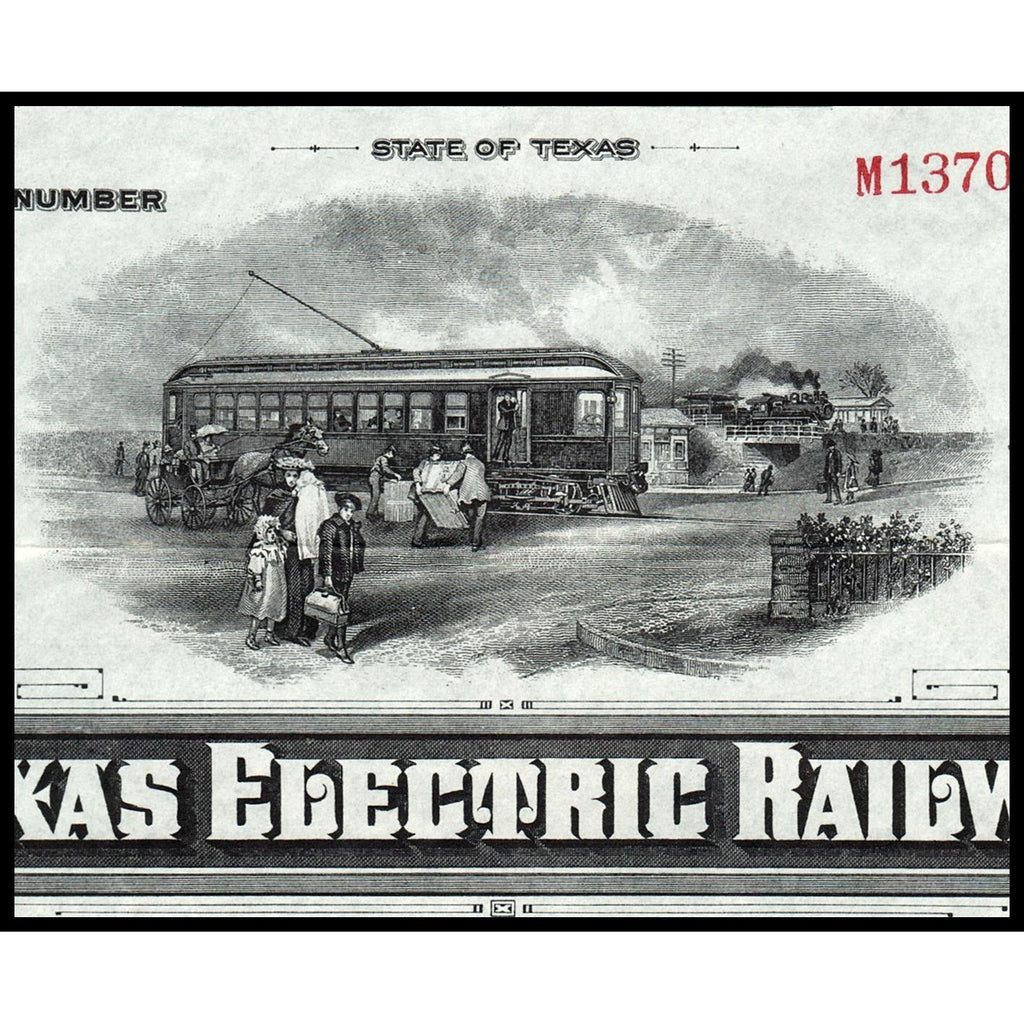 STATE OF TEXAS
M1370
NUMBER
XAS ELECTRIC RAILW